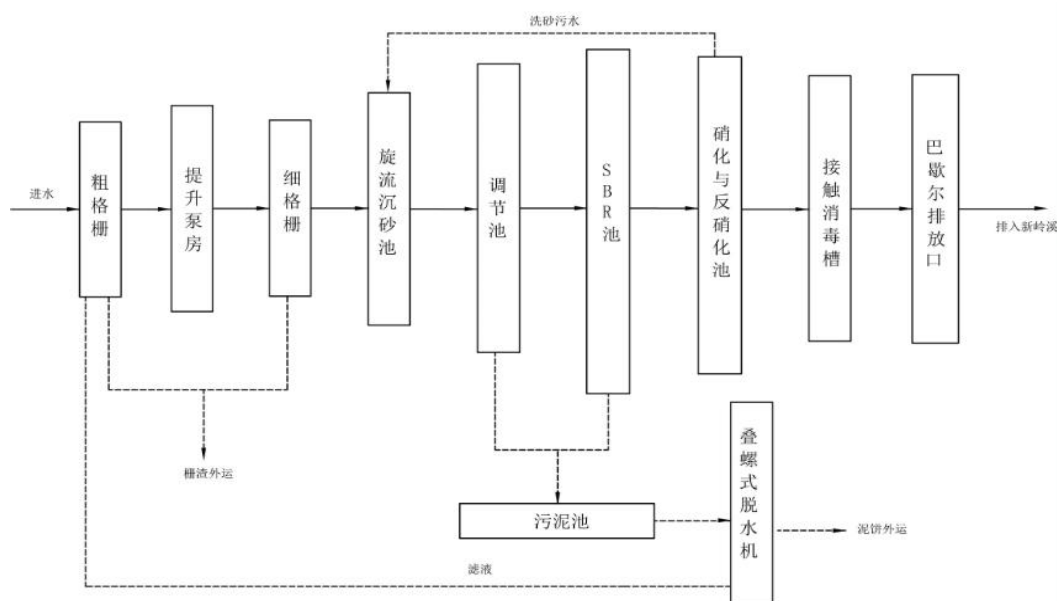 洗砂污水
进水
粗格栅
提升泵房
细格栅
旋流沉砂池
调节池
SBR池
硝化与反硝化池
接触消毒槽
巴歇尔排放口
排入新岭溪
栅渣外运
污泥池
叠螺式脱水机
泥饼外运
滤液